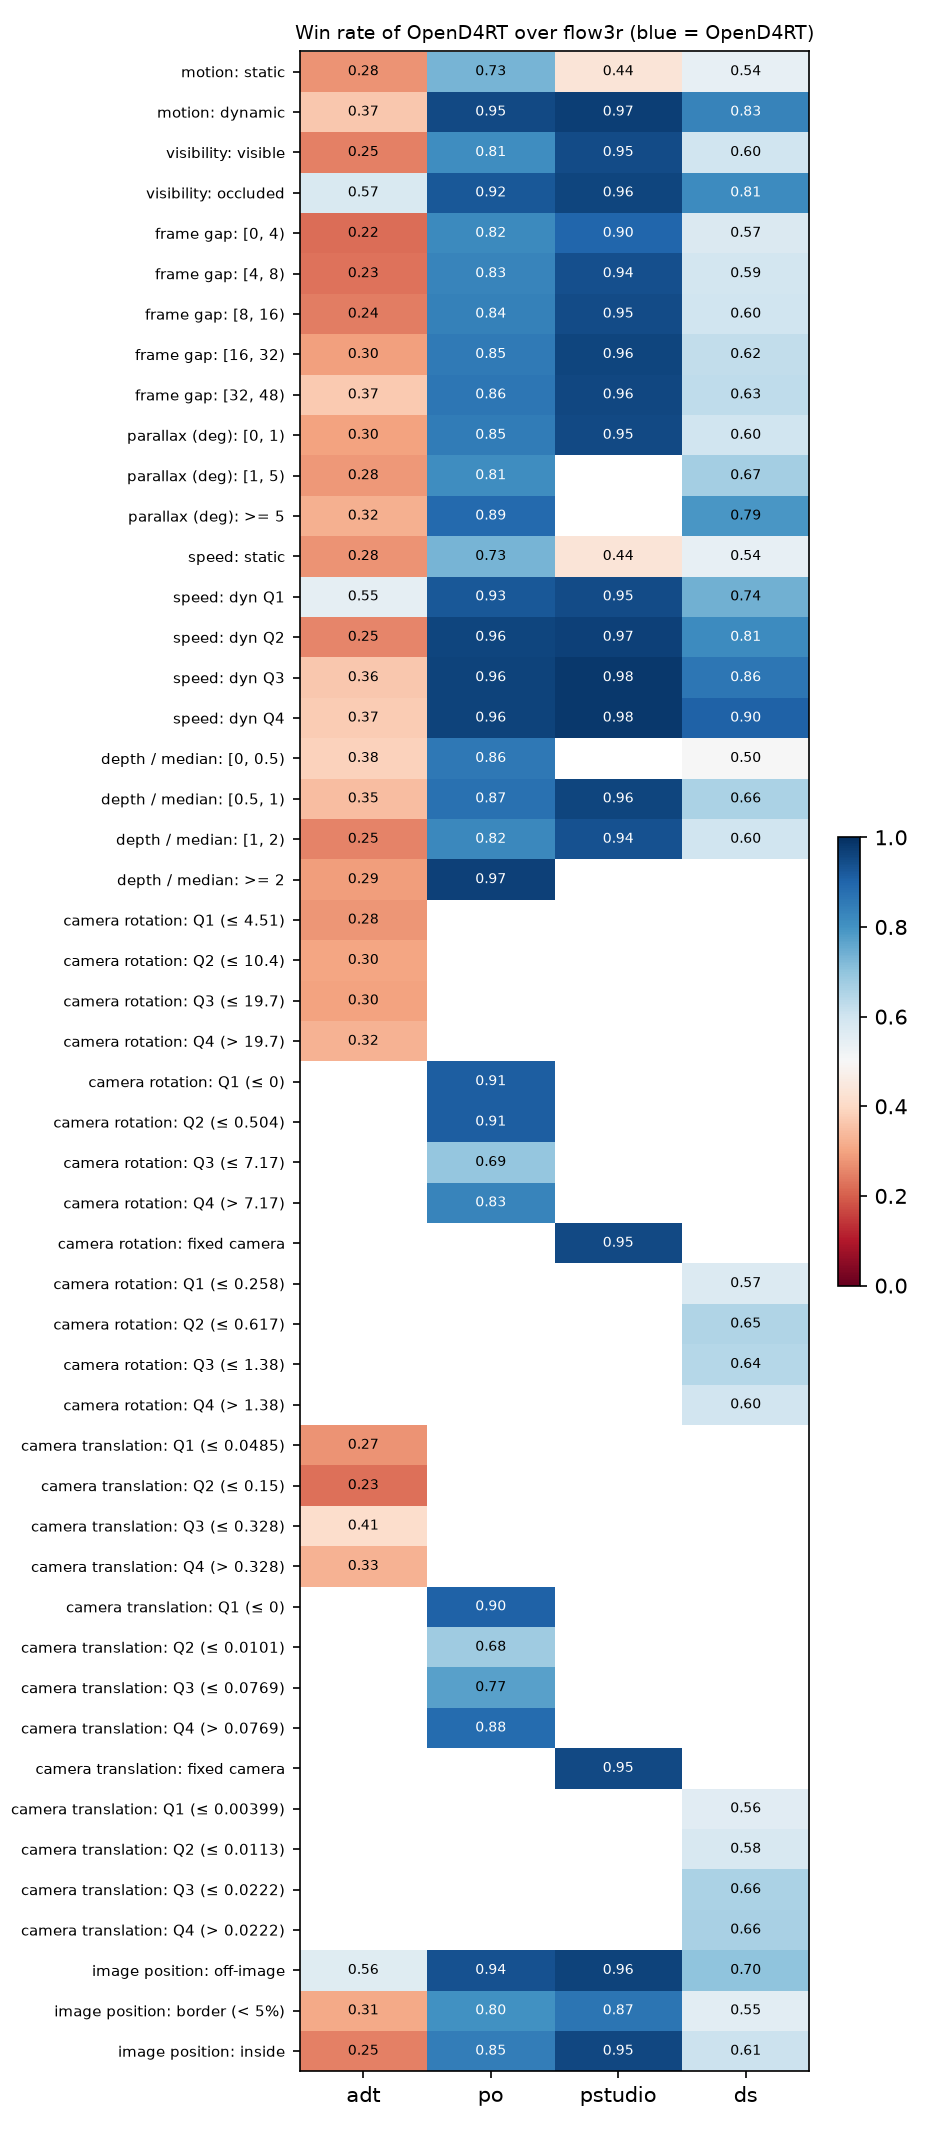 Win rate of OpenD4RT over flow3r (blue = OpenD4RT)
motion: static 0.28 0.73 0.44 0.54
motion: dynamic 0.37 0.95 0.97 0.83
visibility: visible 0.25 0.81 0.95 0.60
visibility: occluded 0.57 0.92 0.96 0.81
frame gap: [0, 4) 0.22 0.82 0.90 0.57
frame gap: [4, 8) 0.23 0.83 0.94 0.59
frame gap: [8, 16) 0.24 0.84 0.95 0.60
frame gap: [16, 32) 0.30 0.85 0.96 0.62
frame gap: [32, 48) 0.37 0.86 0.96 0.63
parallax (deg): [0, 1) 0.30 0.85 0.95 0.60
parallax (deg): [1, 5) 0.28 0.81 0.67
parallax (deg): >= 5 0.32 0.89 0.79
speed: static 0.28 0.73 0.44 0.54
speed: dyn Q1 0.55 0.93 0.95 0.74
speed: dyn Q2 0.25 0.96 0.97 0.81
speed: dyn Q3 0.36 0.96 0.98 0.86
speed: dyn Q4 0.37 0.96 0.98 0.90
depth / median: [0, 0.5) 0.38 0.86 0.50
depth / median: [0.5, 1) 0.35 0.87 0.96 0.66
depth / median: [1, 2) 0.25 0.82 0.94 0.60
depth / median: >= 2 0.29 0.97
camera rotation: Q1 (≤ 4.51) 0.28
camera rotation: Q2 (≤ 10.4) 0.30
camera rotation: Q3 (≤ 19.7) 0.30
camera rotation: Q4 (> 19.7) 0.32
camera rotation: Q1 (≤ 0) 0.91
camera rotation: Q2 (≤ 0.504) 0.91
camera rotation: Q3 (≤ 7.17) 0.69
camera rotation: Q4 (> 7.17) 0.83
camera rotation: fixed camera 0.95
camera rotation: Q1 (≤ 0.258) 0.57
camera rotation: Q2 (≤ 0.617) 0.65
camera rotation: Q3 (≤ 1.38) 0.64
camera rotation: Q4 (> 1.38) 0.60
camera translation: Q1 (≤ 0.0485) 0.27
camera translation: Q2 (≤ 0.15) 0.23
camera translation: Q3 (≤ 0.328) 0.41
camera translation: Q4 (> 0.328) 0.33
camera translation: Q1 (≤ 0) 0.90
camera translation: Q2 (≤ 0.0101) 0.68
camera translation: Q3 (≤ 0.0769) 0.77
camera translation: Q4 (> 0.0769) 0.88
camera translation: fixed camera 0.95
camera translation: Q1 (≤ 0.00399) 0.56
camera translation: Q2 (≤ 0.0113) 0.58
camera translation: Q3 (≤ 0.0222) 0.66
camera translation: Q4 (> 0.0222) 0.66
image position: off-image 0.56 0.94 0.96 0.70
image position: border (< 5%) 0.31 0.80 0.87 0.55
image position: inside 0.25 0.85 0.95 0.61
adt po pstudio ds
1.0
0.8
0.6
0.4
0.2
0.0